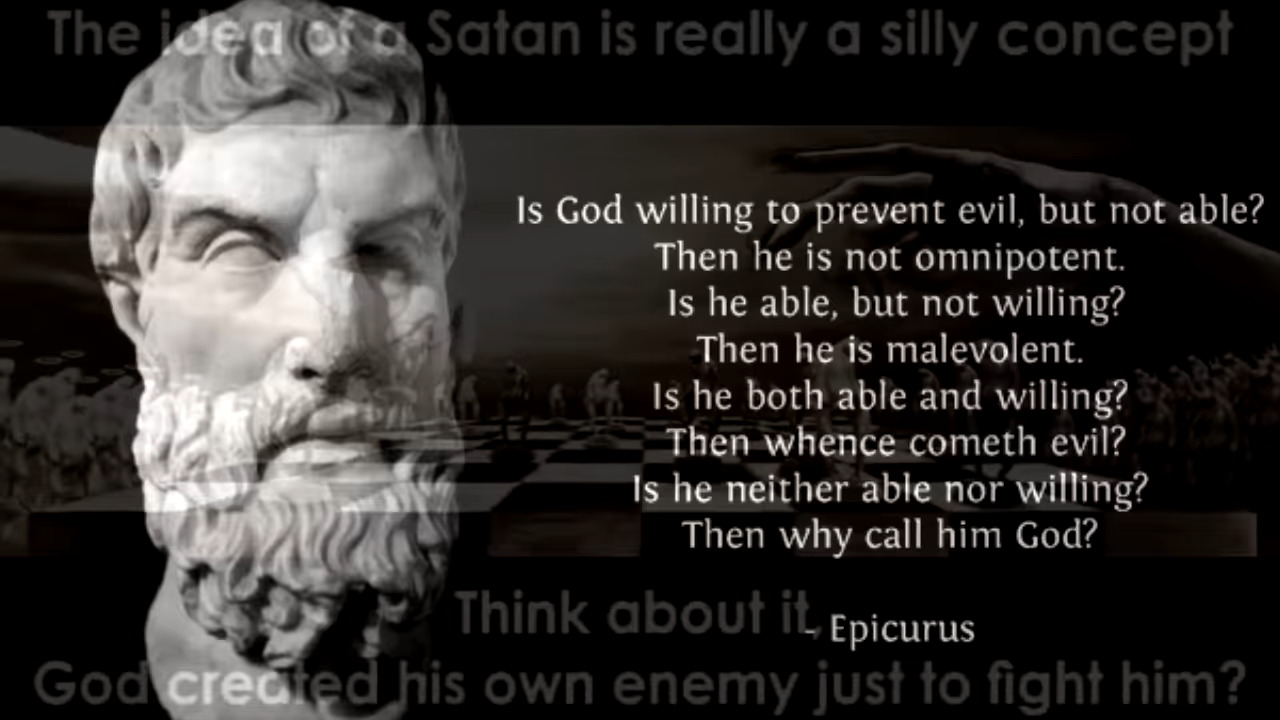 The idea of a Satan is really a silly concept
Is God willing to prevent evil, but not able?
Then he is not omnipotent.
Is he able, but not willing?
Then he is malevolent.
Is he both able and willing?
Then whence cometh evil?
Is he neither able nor willing?
Then why call him God?
Think about it,
- Epicurus
God created his own enemy just to fight him?